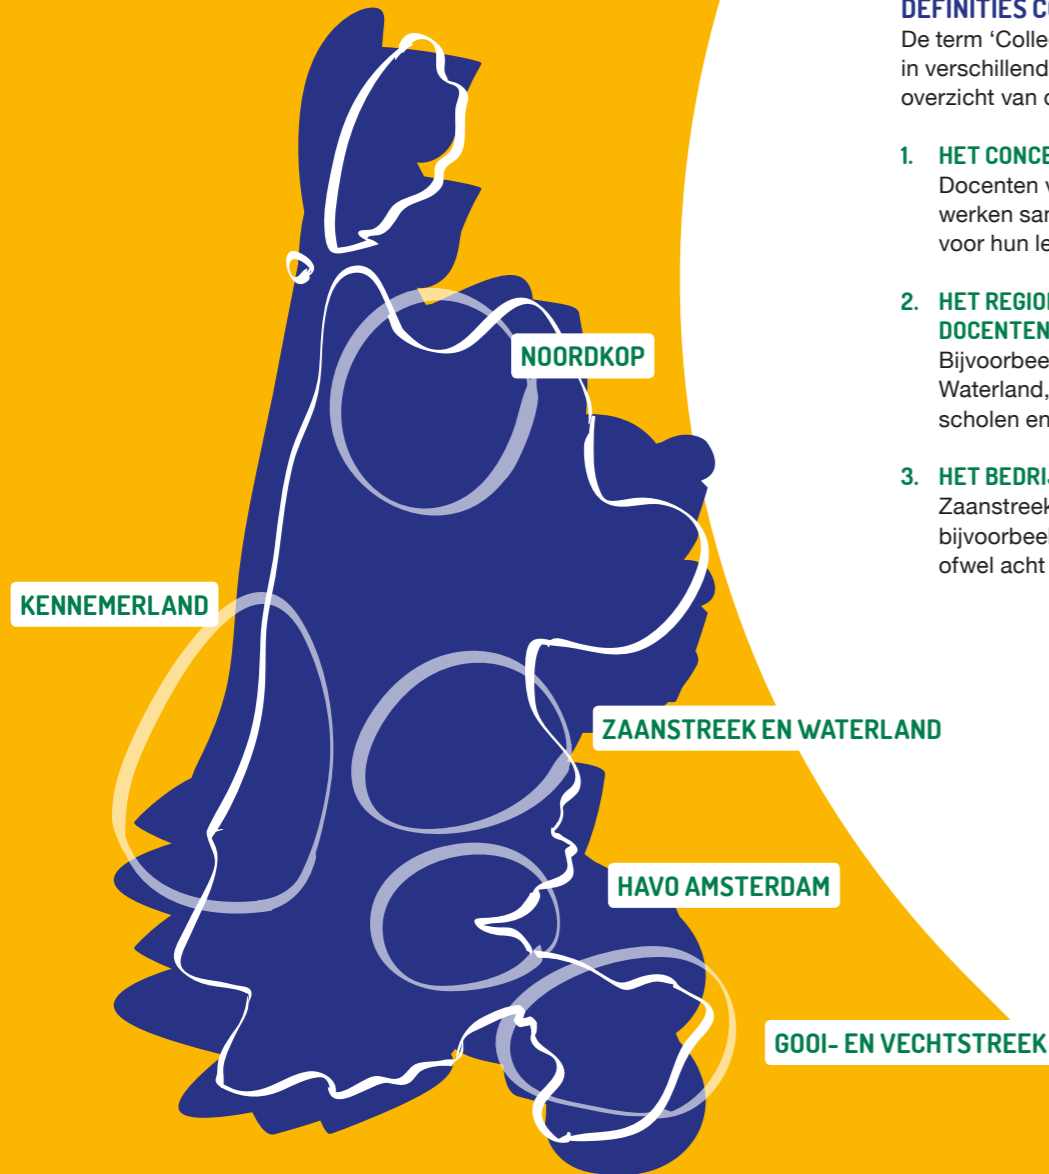 DEFINITIES
De term ‘Colle
in verschillend
overzicht van
1. HET CONCE
Docenten
werken
voor hun
2. HET REGIO
DOCENTEN
Bijvoorbee
Waterland,
scholen en
3. HET BEDRI
Zaanstreek
bijvoorbeel
ofwel acht
NOORDKOP
KENNEMERLAND
ZAANSTREEK EN WATERLAND
HAVO AMSTERDAM
GOOI- EN VECHTSTREEK